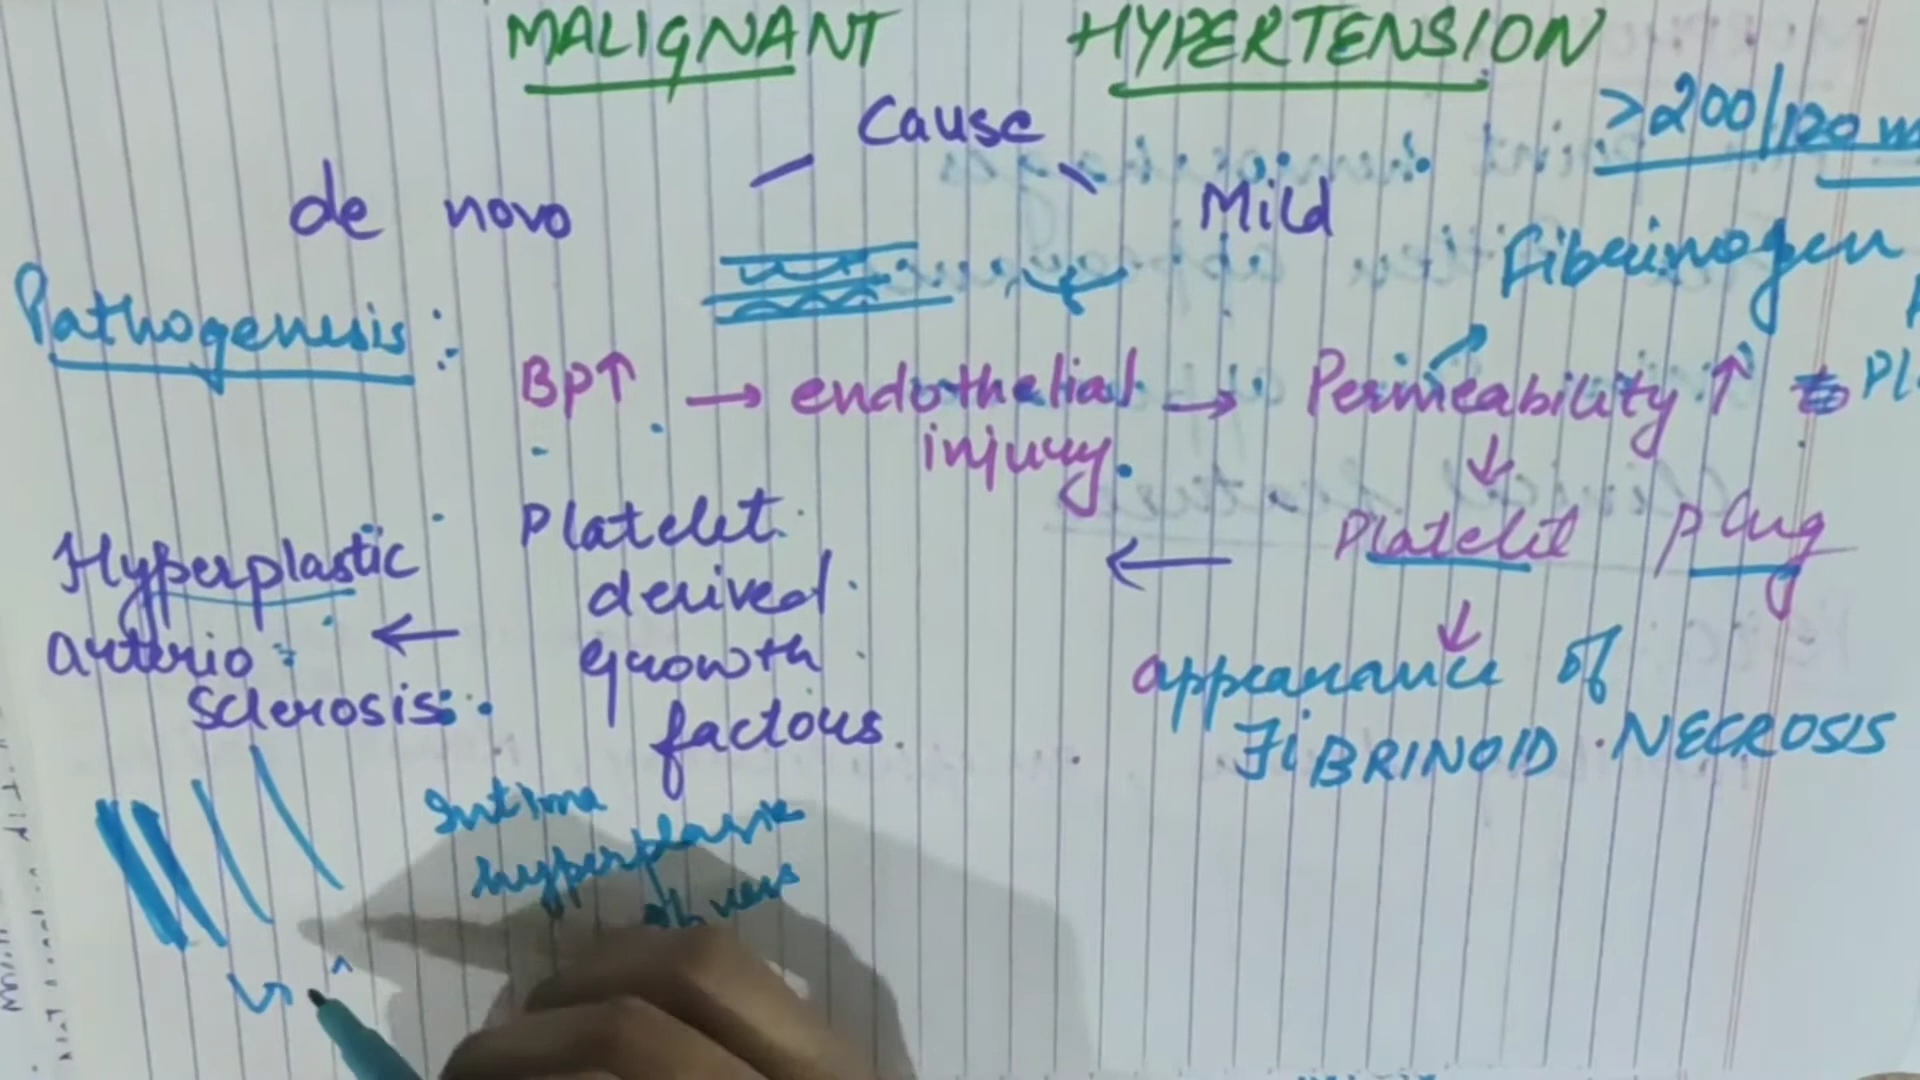 MALIGNANT HYPERTENSION
Cause
>200/120
de novo
Mild
Fibrinogen
Pathogenesis:
BP↑ → endothelial injury. → Permeability ↑
↓
Platelet plug
←
Platelet derived growth factors
↓
appearance of
FIBRINOID NECROSIS
←
Hyperplastic
arterio
sclerosis
Intima
hyperplasic